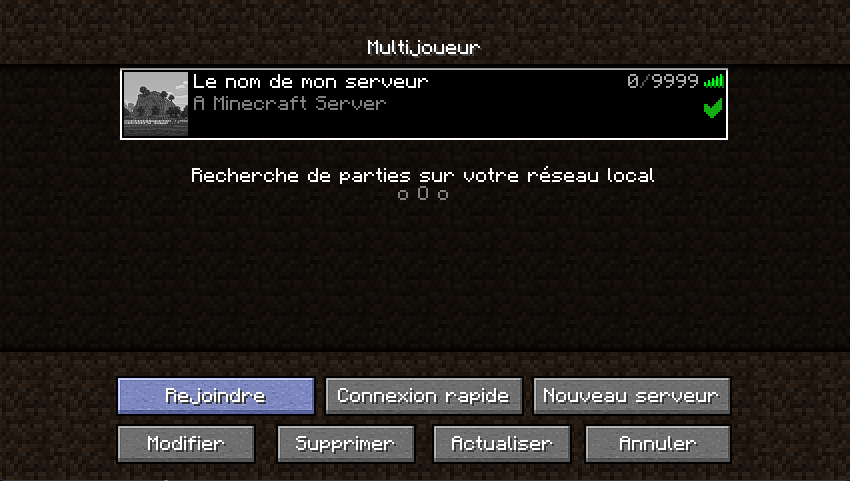 Multijoueur
Le nom de mon serveur 0/9999
A Minecraft Server
Recherche de parties sur votre réseau local
o O o
Rejoindre Connexion rapide Nouveau serveur
Modifier Supprimer Actualiser Annuler